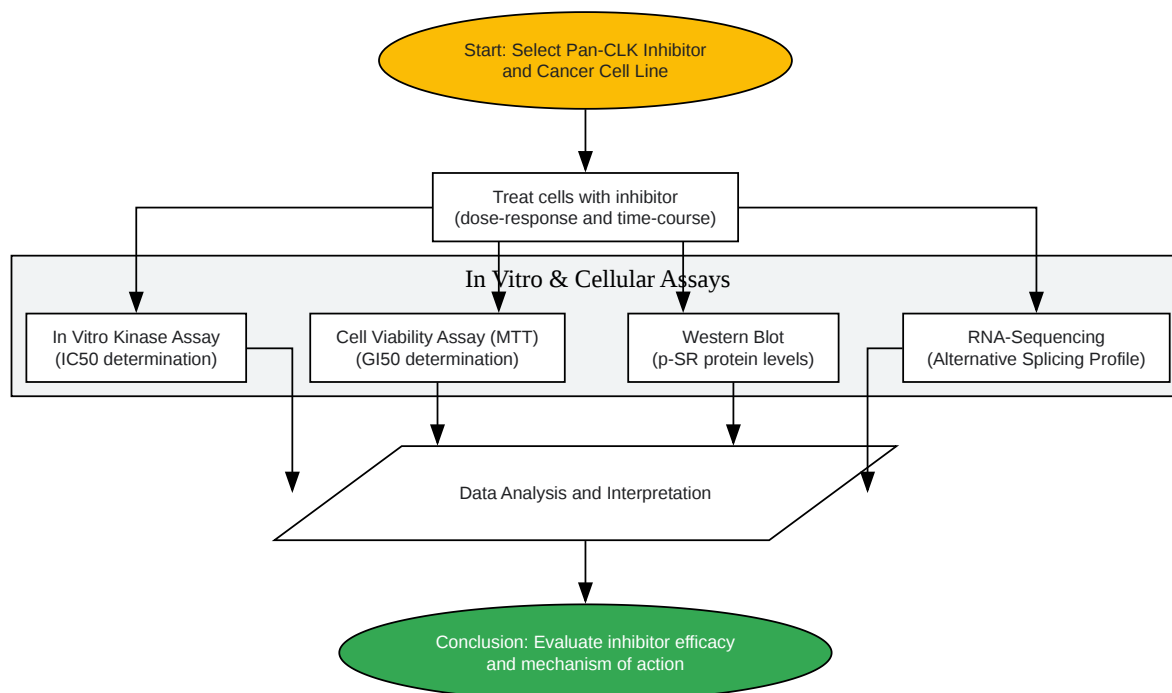 Start: Select Pan-CLK Inhibitor
and Cancer Cell Line
Treat cells with inhibitor
(dose-response and time-course)
In Vitro & Cellular Assays
In Vitro Kinase Assay
(IC50 determination)
Cell Viability Assay (MTT)
(GI50 determination)
Western Blot
(p-SR protein levels)
RNA-Sequencing
(Alternative Splicing Profile)
Data Analysis and Interpretation
Conclusion: Evaluate inhibitor efficacy
and mechanism of action